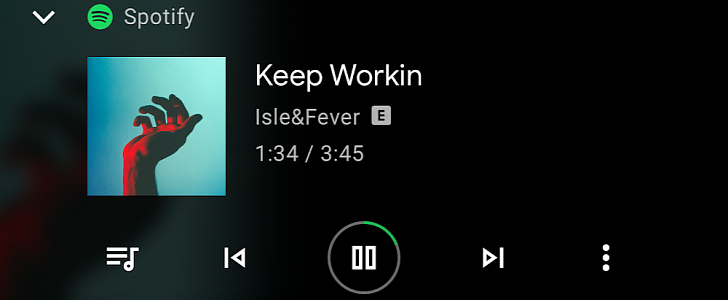 Spotify
Keep Workin
Isle&Fever E
1:34 / 3:45